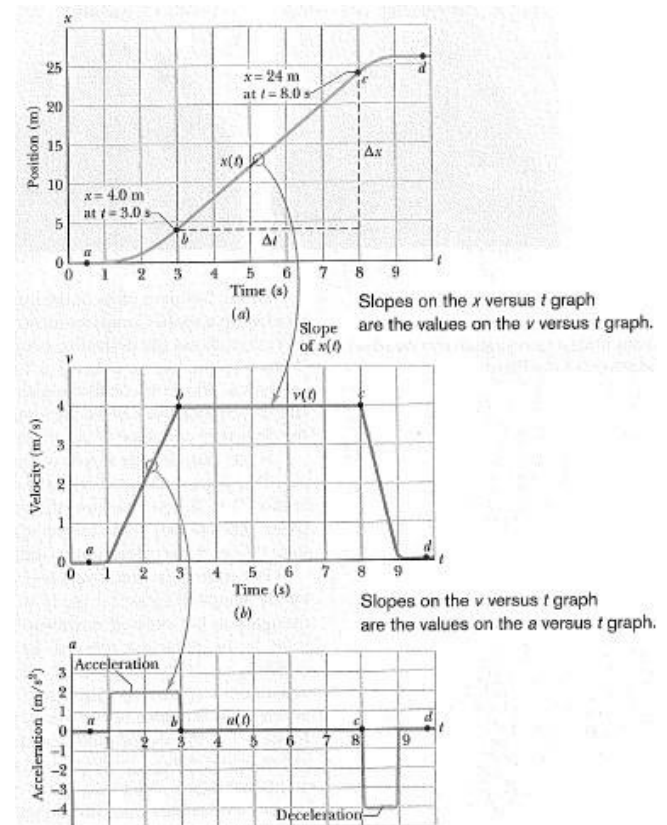 x
25
20
15
10
5
0
Position (m)
x = 24 m
at t = 8.0 s
x(t)
x = 4.0 m
at t = 3.0 s
a
b
c
d
Δx
Δt
0 1 2 3 4 5 6 7 8 9
t
Time (s)
(a)
Slopes on the x versus t graph
are the values on the v versus t graph.
Slope
of x(t)
v
4
3
2
1
0
Velocity (m/s)
a
b
v(t)
c
d
0 1 2 3 4 5 6 7 8 9
t
Time (s)
(b)
Slopes on the v versus t graph
are the values on the a versus t graph.
a
Acceleration
3
2
1
0
-1
-2
-3
-4
Acceleration (m/s²)
a
b
a(t)
c
d
2 3 4 5 6 7 8 9
t
Deceleration